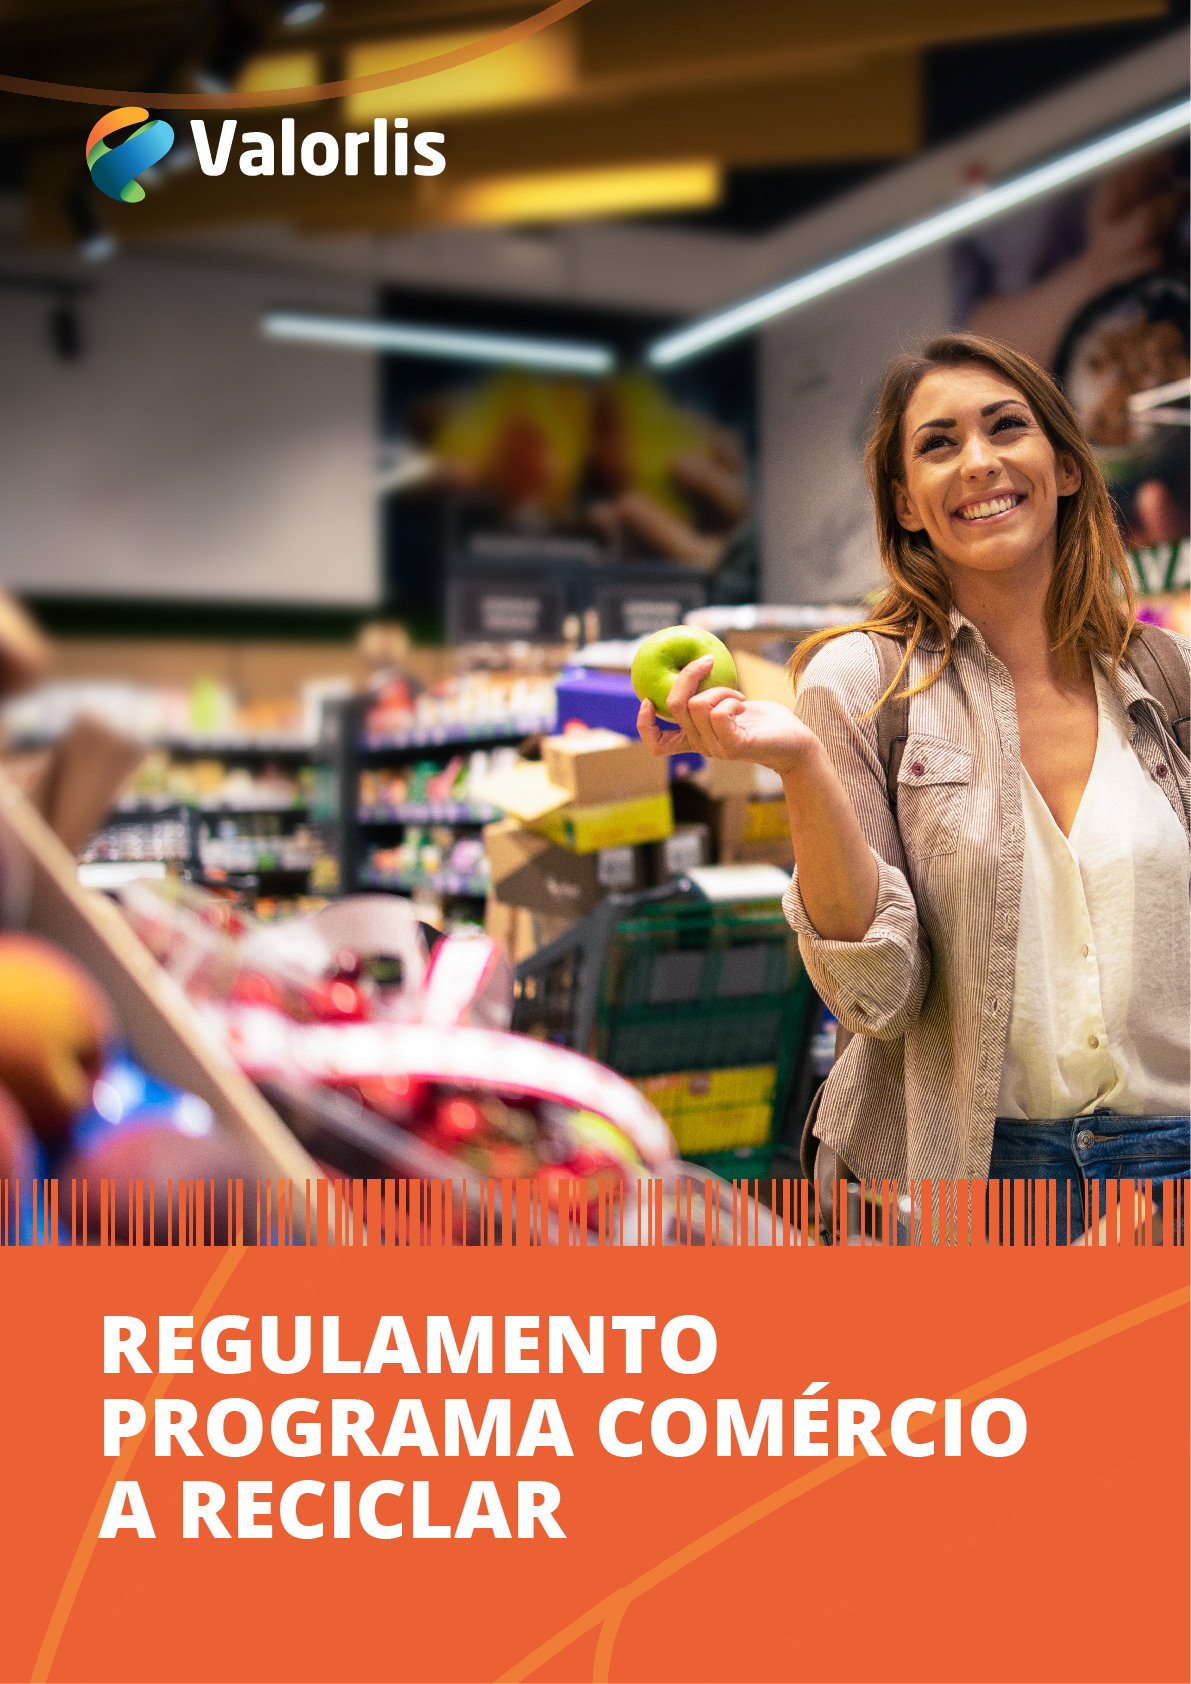 Valorlis
REGULAMENTO
PROGRAMA COMÉRCIO
A RECICLAR